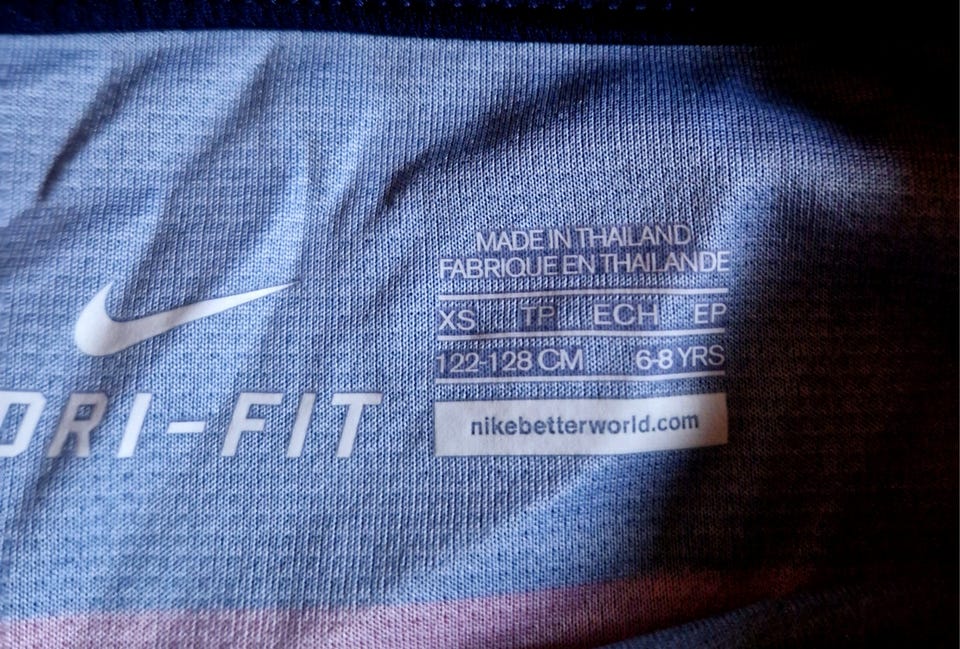 MADE IN THAILAND
FABRIQUE EN THAILANDE
XS TP ECH EP
122-128 CM 6-8 YRS
nikebetterworld.com
DRI-FIT